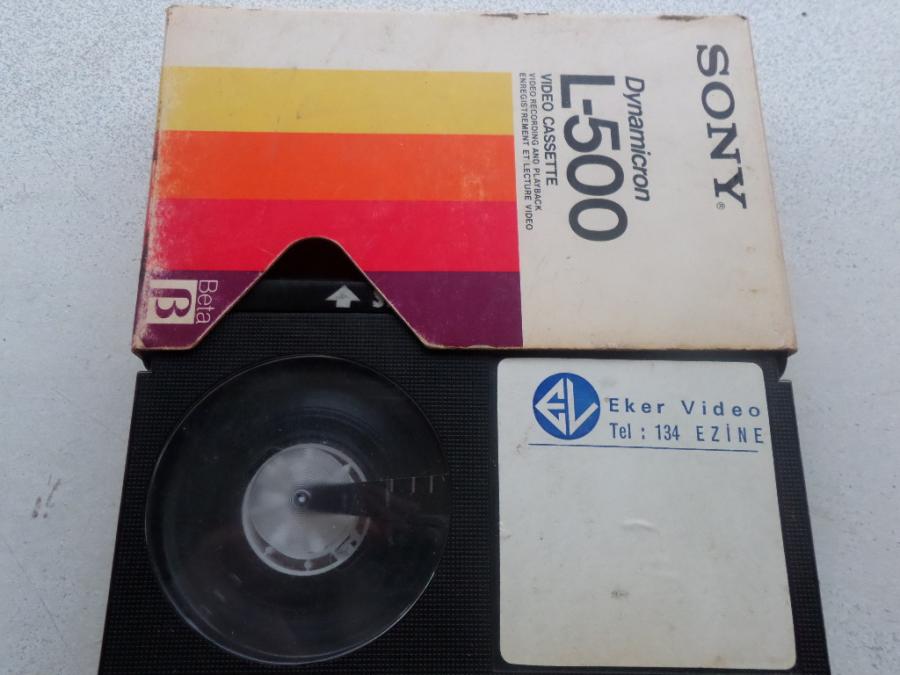 SONY®
Dynamicron
L-500
VIDEO CASSETTE
VIDEO RECORDING AND PLAYBACK
ENREGISTREMENT ET LECTURE VIDEO
Beta
β
EV
Eker Video
Tel : 134 EZİNE